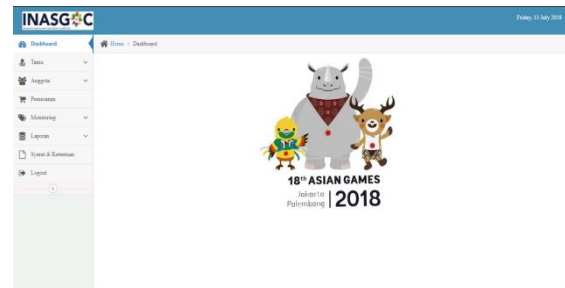 INASGOC
Friday, 13 July 2018
Dashboard
Home
Dashboard
Tamu
Anggota
Pemesanan
Monitoring
Laporan
Syarat & Ketentuan
Logout
18th ASIAN GAMES
Jakarta
Palembang
2018